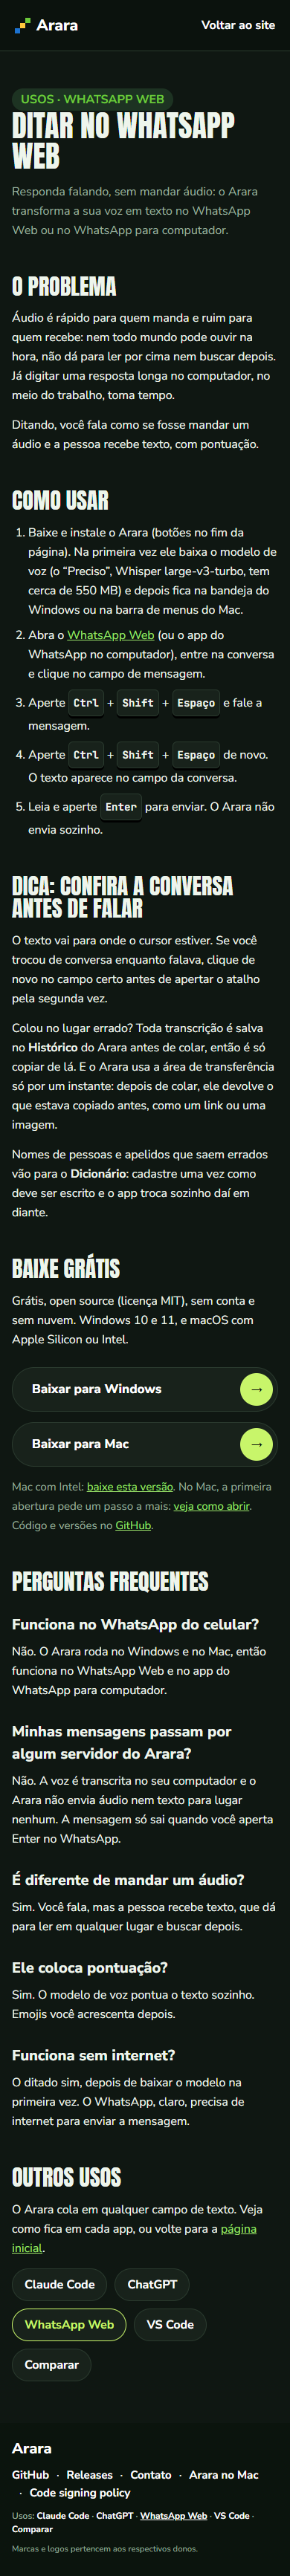 Arara
Voltar ao site
USOS · WHATSAPP WEB
DITAR NO WHATSAPP
WEB
Responda falando, sem mandar áudio: o Arara
transforma a sua voz em texto no WhatsApp
Web ou no WhatsApp para computador.
O PROBLEMA
Áudio é rápido para quem manda e ruim para
quem recebe: nem todo mundo pode ouvir na
hora, não dá para ler por cima nem buscar depois.
Já digitar uma resposta longa no computador, no
meio do trabalho, toma tempo.
Ditando, você fala como se fosse mandar um
áudio e a pessoa recebe texto, com pontuação.
COMO USAR
1. Baixe e instale o Arara (botões no fim da
página). Na primeira vez ele baixa o modelo de
voz (o “Preciso”, Whisper large-v3-turbo, tem
cerca de 550 MB) e depois fica na bandeja do
Windows ou na barra de menus do Mac.
2. Abra o WhatsApp Web (ou o app do
WhatsApp no computador), entre na conversa
e clique no campo de mensagem.
3. Aperte Ctrl + Shift + Espaço e fale a
mensagem.
4. Aperte Ctrl + Shift + Espaço de novo.
O texto aparece no campo da conversa.
5. Leia e aperte Enter para enviar. O Arara não
envia sozinho.
DICA: CONFIRA A CONVERSA
ANTES DE FALAR
O texto vai para onde o cursor estiver. Se você
trocou de conversa enquanto falava, clique de
novo no campo certo antes de apertar o atalho
pela segunda vez.
Colou no lugar errado? Toda transcrição é salva
no Histórico do Arara antes de colar, então é só
copiar de lá. E o Arara usa a área de transferência
só por um instante: depois de colar, ele devolve o
que estava copiado antes, como um link ou uma
imagem.
Nomes de pessoas e apelidos que saem errados
vão para o Dicionário: cadastre uma vez como
deve ser escrito e o app troca sozinho daí em
diante.
BAIXE GRÁTIS
Grátis, open source (licença MIT), sem conta e
sem nuvem. Windows 10 e 11, e macOS com
Apple Silicon ou Intel.
Baixar para Windows →
Baixar para Mac →
Mac com Intel: baixe esta versão. No Mac, a primeira
abertura pede um passo a mais: veja como abrir.
Código e versões no GitHub.
PERGUNTAS FREQUENTES
Funciona no WhatsApp do celular?
Não. O Arara roda no Windows e no Mac, então
funciona no WhatsApp Web e no app do
WhatsApp para computador.
Minhas mensagens passam por
algum servidor do Arara?
Não. A voz é transcrita no seu computador e o
Arara não envia áudio nem texto para lugar
nenhum. A mensagem só sai quando você aperta
Enter no WhatsApp.
É diferente de mandar um áudio?
Sim. Você fala, mas a pessoa recebe texto, que dá
para ler em qualquer lugar e buscar depois.
Ele coloca pontuação?
Sim. O modelo de voz pontua o texto sozinho.
Emojis você acrescenta depois.
Funciona sem internet?
O ditado sim, depois de baixar o modelo na
primeira vez. O WhatsApp, claro, precisa de
internet para enviar a mensagem.
OUTROS USOS
O Arara cola em qualquer campo de texto. Veja
como fica em cada app, ou volte para a página
inicial.
Claude Code
ChatGPT
WhatsApp Web
VS Code
Comparar
Arara
GitHub · Releases · Contato · Arara no Mac
· Code signing policy
Usos: Claude Code · ChatGPT · WhatsApp Web · VS Code ·
Comparar
Marcas e logos pertencem aos respectivos donos.